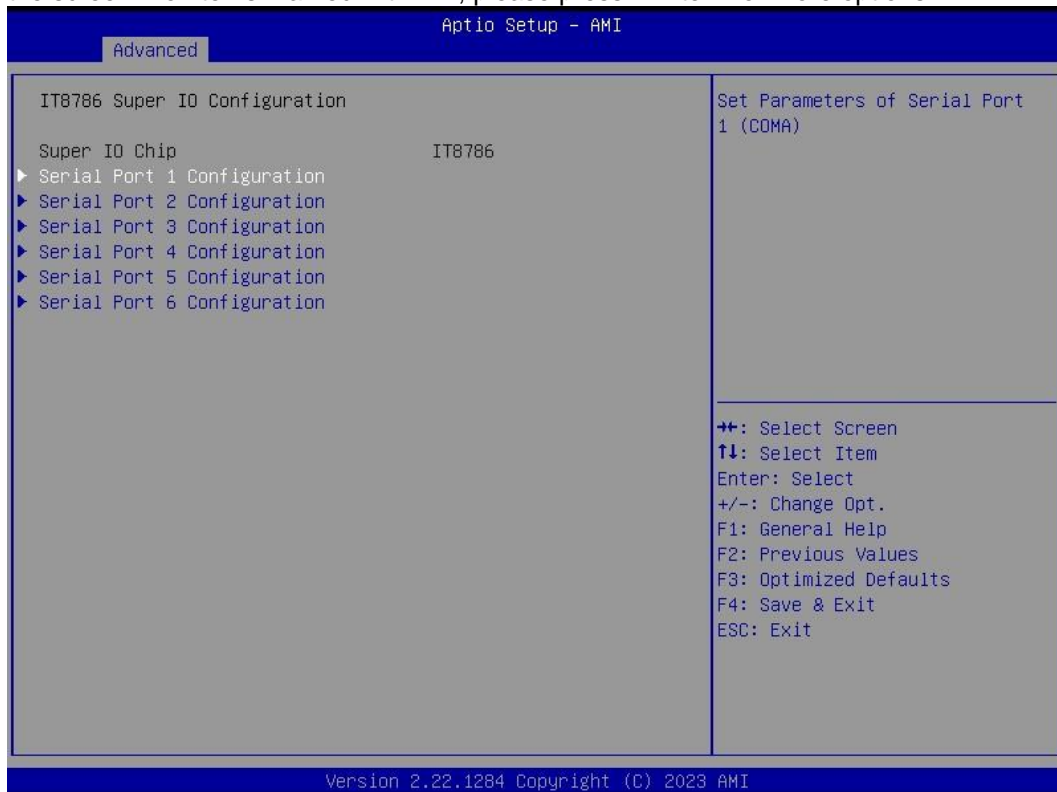 Aptio Setup – AMI
Advanced
IT8786 Super IO Configuration
Super IO Chip IT8786
▶ Serial Port 1 Configuration
▶ Serial Port 2 Configuration
▶ Serial Port 3 Configuration
▶ Serial Port 4 Configuration
▶ Serial Port 5 Configuration
▶ Serial Port 6 Configuration
Set Parameters of Serial Port
1 (COMA)
→←: Select Screen
↑↓: Select Item
Enter: Select
+/-: Change Opt.
F1: General Help
F2: Previous Values
F3: Optimized Defaults
F4: Save & Exit
ESC: Exit
Version 2.22.1284 Copyright (C) 2023 AMI